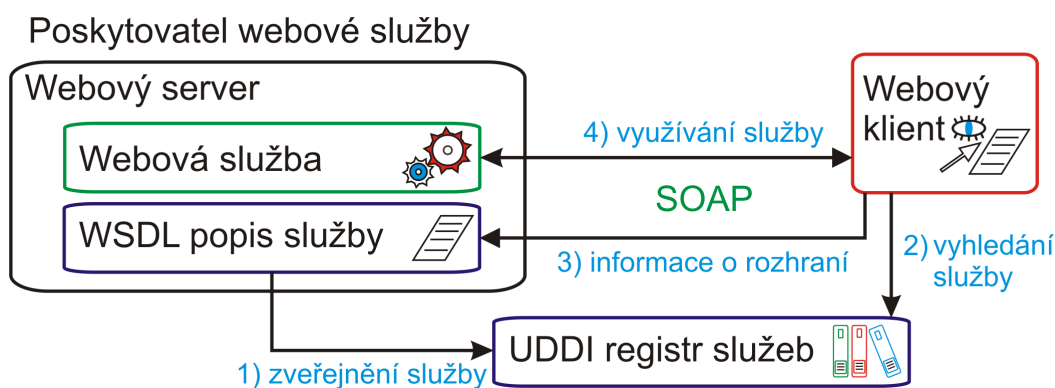 Poskytovatel webové služby
Webový server
Webový
klient
4) využívání služby
Webová služba
SOAP
WSDL popis služby
3) informace o rozhraní
2) vyhledání
služby
UDDI registr služeb
1) zveřejnění služby